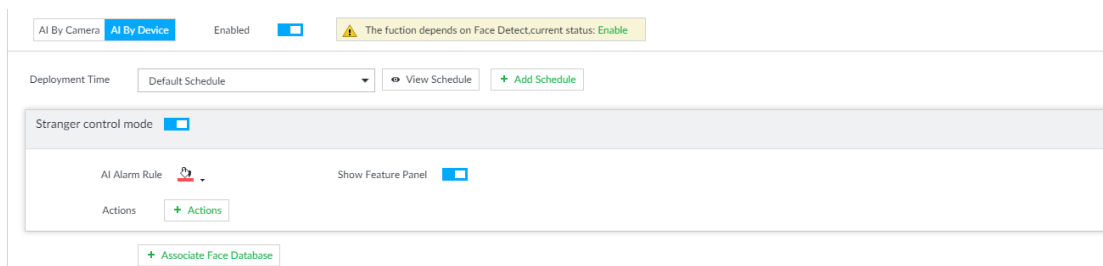 AI By Camera AI By Device Enabled The fuction depends on Face Detect,current status: Enable
Deployment Time Default Schedule View Schedule + Add Schedule
Stranger control mode
AI Alarm Rule Show Feature Panel
Actions + Actions
+ Associate Face Database